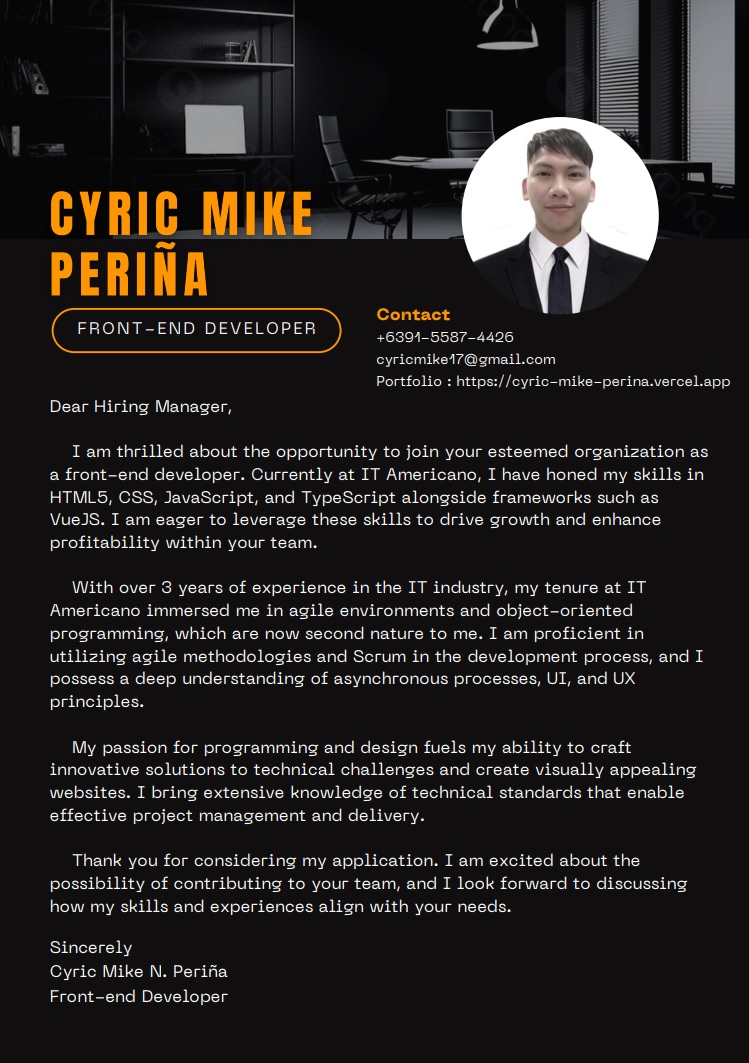 CYRIC MIKE
PERIÑA
FRONT-END DEVELOPER
Contact
+6391-5587-4426
cyricmike17@gmail.com
Portfolio : https://cyric-mike-perina.vercel.app
Dear Hiring Manager,
I am thrilled about the opportunity to join your esteemed organization as
a front-end developer. Currently at IT Americano, I have honed my skills in
HTML5, CSS, JavaScript, and TypeScript alongside frameworks such as
VueJS. I am eager to leverage these skills to drive growth and enhance
profitability within your team.
With over 3 years of experience in the IT industry, my tenure at IT
Americano immersed me in agile environments and object-oriented
programming, which are now second nature to me. I am proficient in
utilizing agile methodologies and Scrum in the development process, and I
possess a deep understanding of asynchronous processes, UI, and UX
principles.
My passion for programming and design fuels my ability to craft
innovative solutions to technical challenges and create visually appealing
websites. I bring extensive knowledge of technical standards that enable
effective project management and delivery.
Thank you for considering my application. I am excited about the
possibility of contributing to your team, and I look forward to discussing
how my skills and experiences align with your needs.
Sincerely
Cyric Mike N. Periña
Front-end Developer